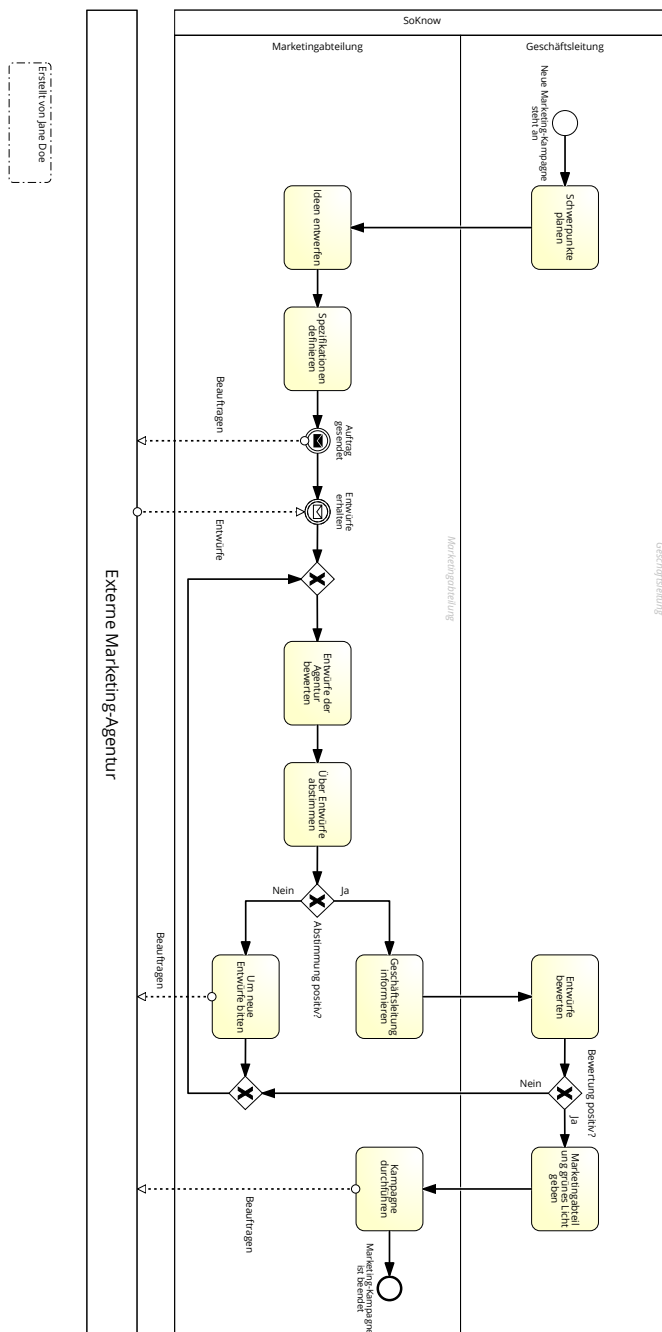 SoKnow
Marketingabteilung
Geschäftsleitung
Erstellt von Jane Doe
Neue Marketing-Kampagne
steht an
Schwerpunkte
planen
Ideen entwerfen
Spezifikationen
definieren
Auftrag
gesendet
Beauftragen
Entwürfe
erhalten
Entwürfe
Marketingabteilung
Geschäftsleitung
Externe Marketing-Agentur
Entwürfe der
Agentur
bewerten
Über Entwürfe
abstimmen
Nein
Ja
Abstimmung positiv?
Um neue
Entwürfe bitten
Beauftragen
Geschäftsleitung
informieren
Entwürfe
bewerten
Bewertung positiv?
Nein
Ja
Marketingabteil
ung grünes Licht
geben
Kampagne
durchführen
Beauftragen
Marketing-Kampagne
ist beendet